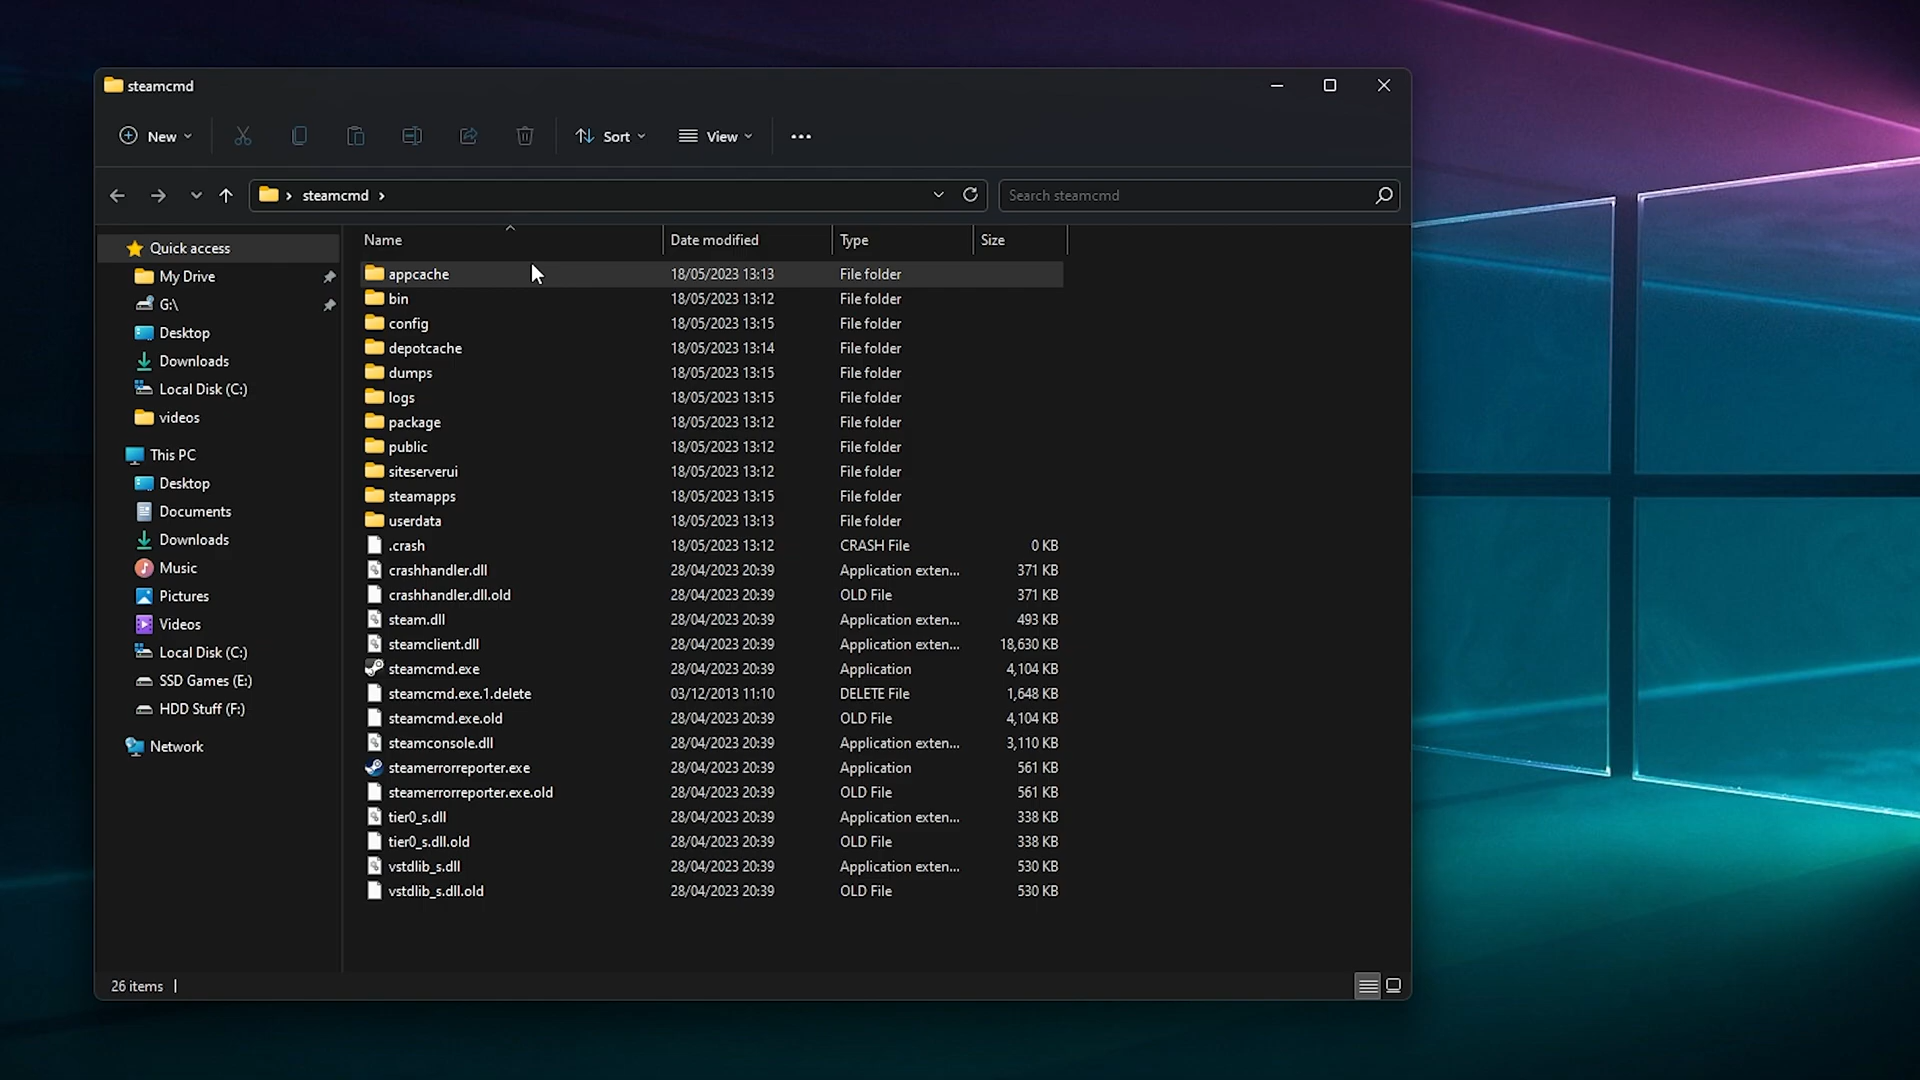 steamcmd
New
Sort
View
steamcmd
Search steamcmd
Quick access
My Drive
G:\
Desktop
Downloads
Local Disk (C:)
videos
This PC
Desktop
Documents
Downloads
Music
Pictures
Videos
Local Disk (C:)
SSD Games (E:)
HDD Stuff (F:)
Network
Name Date modified Type Size
appcache 18/05/2023 13:13 File folder
bin 18/05/2023 13:12 File folder
config 18/05/2023 13:15 File folder
depotcache 18/05/2023 13:14 File folder
dumps 18/05/2023 13:15 File folder
logs 18/05/2023 13:15 File folder
package 18/05/2023 13:12 File folder
public 18/05/2023 13:12 File folder
siteserverui 18/05/2023 13:12 File folder
steamapps 18/05/2023 13:15 File folder
userdata 18/05/2023 13:13 File folder
.crash 18/05/2023 13:12 CRASH File 0 KB
crashhandler.dll 28/04/2023 20:39 Application exten... 371 KB
crashhandler.dll.old 28/04/2023 20:39 OLD File 371 KB
steam.dll 28/04/2023 20:39 Application exten... 493 KB
steamclient.dll 28/04/2023 20:39 Application exten... 18,630 KB
steamcmd.exe 28/04/2023 20:39 Application 4,104 KB
steamcmd.exe.1.delete 03/12/2013 11:10 DELETE File 1,648 KB
steamcmd.exe.old 28/04/2023 20:39 OLD File 4,104 KB
steamconsole.dll 28/04/2023 20:39 Application exten... 3,110 KB
steamerrorreporter.exe 28/04/2023 20:39 Application 561 KB
steamerrorreporter.exe.old 28/04/2023 20:39 OLD File 561 KB
tier0_s.dll 28/04/2023 20:39 Application exten... 338 KB
tier0_s.dll.old 28/04/2023 20:39 OLD File 338 KB
vstdlib_s.dll 28/04/2023 20:39 Application exten... 530 KB
vstdlib_s.dll.old 28/04/2023 20:39 OLD File 530 KB
26 items